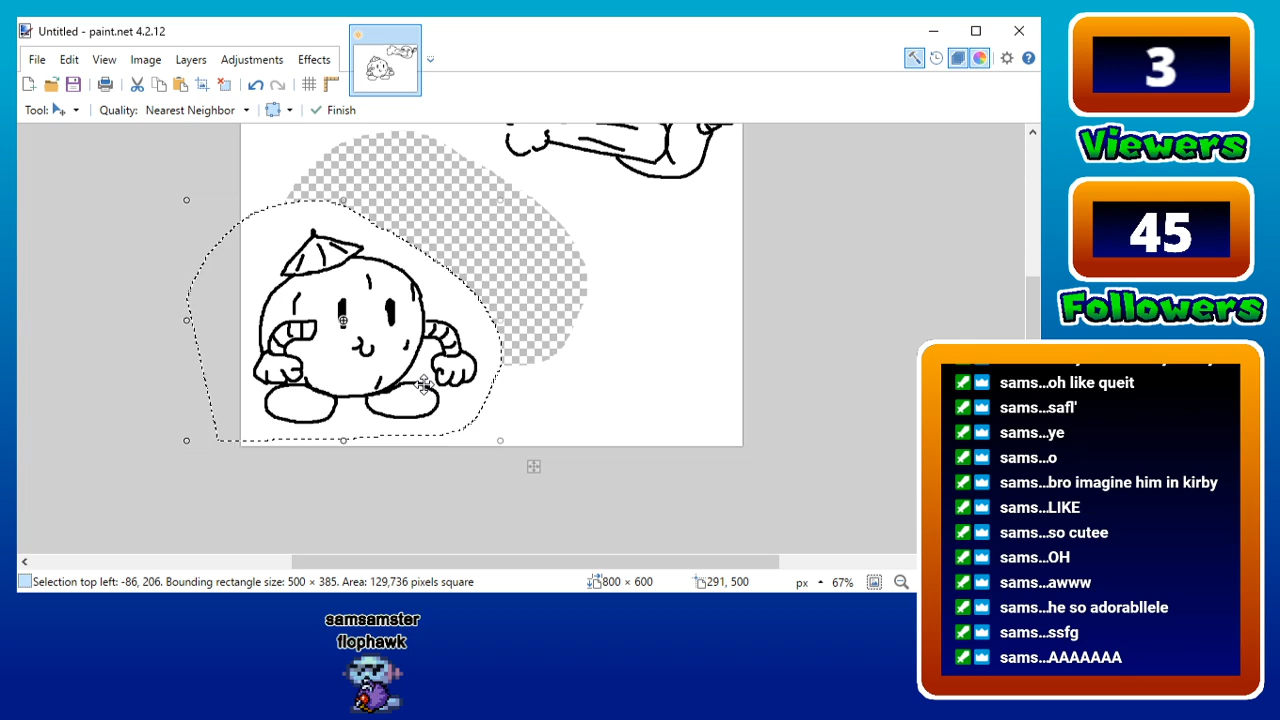 Untitled - paint.net 4.2.12
File Edit View Image Layers Adjustments Effects
Tool: Quality: Nearest Neighbor Finish
Selection top left: -86, 206. Bounding rectangle size: 500 × 385. Area: 129,736 pixels square 800 × 600 291, 500 px 67%
3
Viewers
45
Followers
sams...oh like queit
sams...safl'
sams...ye
sams...o
sams...bro imagine him in kirby
sams...LIKE
sams...so cutee
sams...OH
sams...awww
sams...he so adorabllele
sams...ssfg
sams...AAAAAAA
samsamster
flophawk